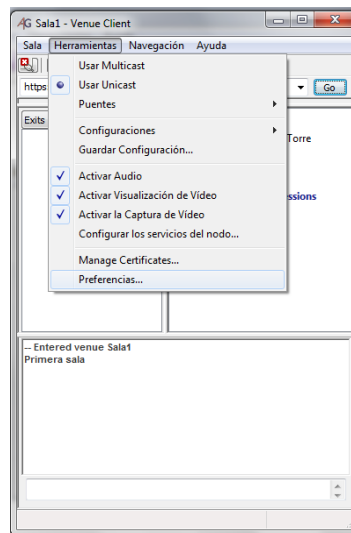 AG Sala1 - Venue Client
Sala Herramientas Navegación Ayuda
https
Go
Usar Multicast
Usar Unicast
Puentes
Configuraciones
Guardar Configuración...
Activar Audio
Activar Visualización de Vídeo
Activar la Captura de Vídeo
Configurar los servicios del nodo...
Manage Certificates...
Preferencias...
Exits
Torre
ssions
-- Entered venue Sala1
Primera sala